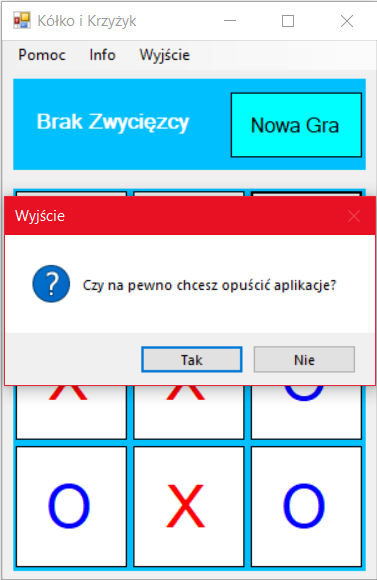 Kółko i Krzyżyk
Pomoc Info Wyjście
Brak Zwycięzcy
Nowa Gra
Wyjście
Czy na pewno chcesz opuścić aplikacje?
Tak Nie
X X O
O X O